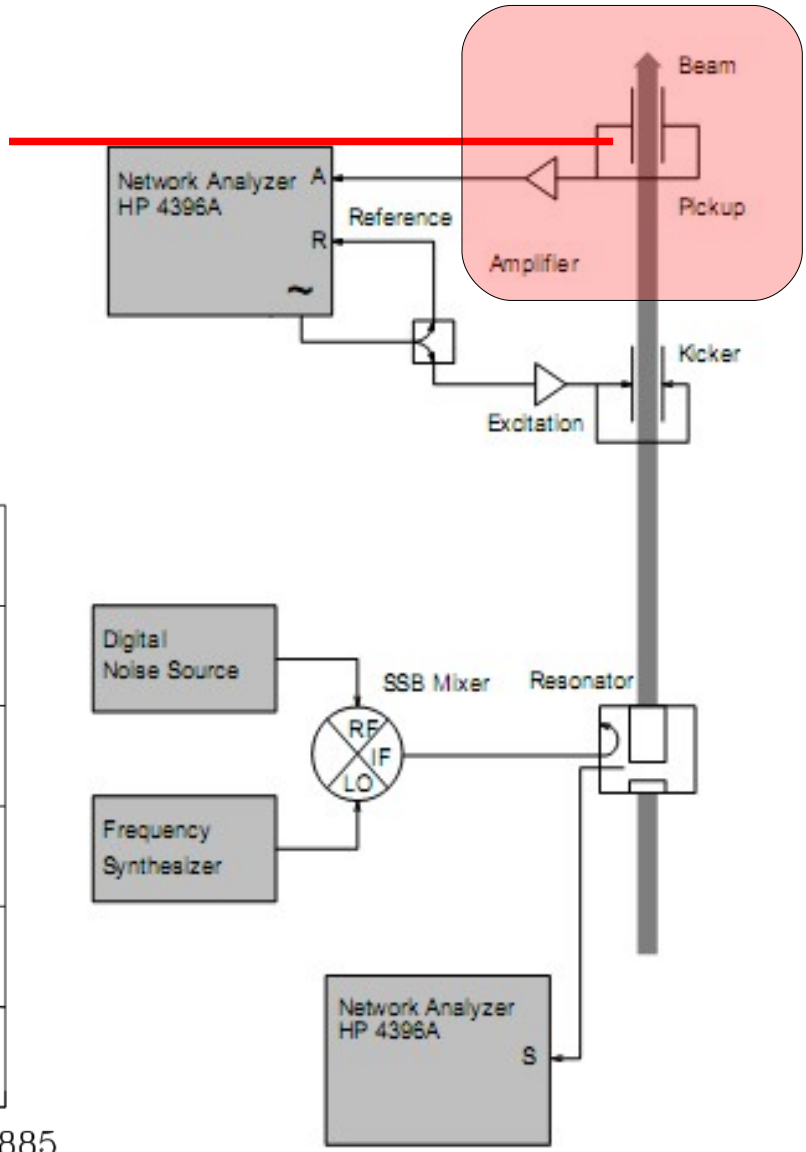 Beam
Network Analyzer A
HP 4396A
Pickup
Reference
R
Amplifier
~
Kicker
Excitation
Digital
Noise Source
SSB Mixer
Resonator
RF
IF
LO
Frequency
Synthesizer
Network Analyzer
HP 4396A
S
885